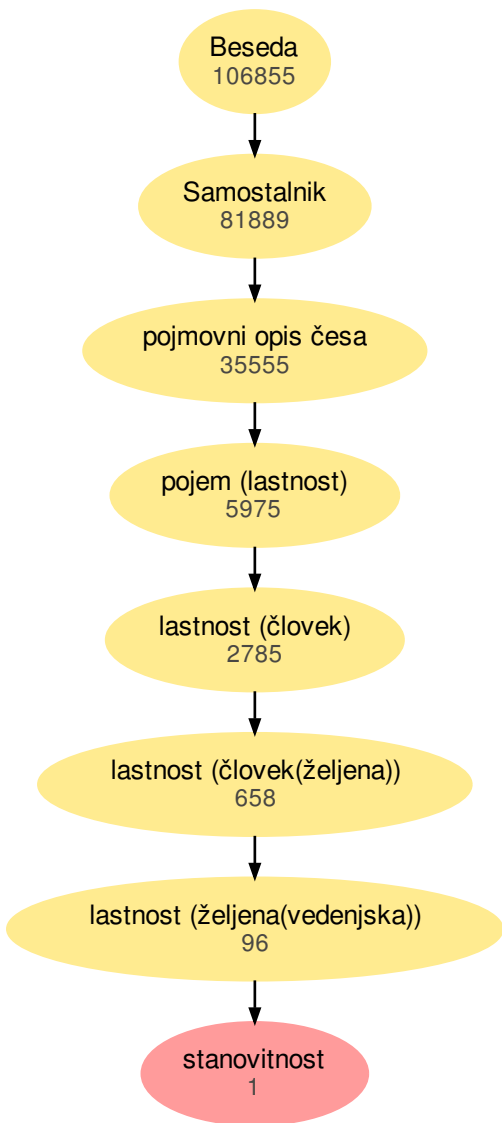 Beseda
106855
Samostalnik
81889
pojmovni opis česa
35555
pojem (lastnost)
5975
lastnost (človek)
2785
lastnost (človek(željena))
658
lastnost (željena(vedenjska))
96
stanovitnost
1